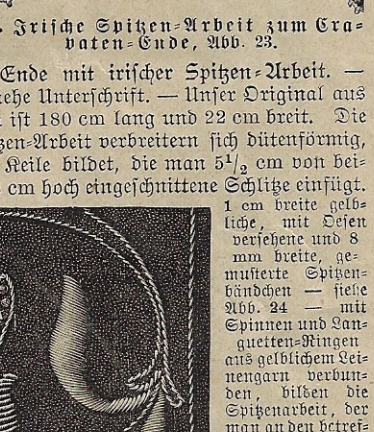 . Irische Spitzen-Arbeit zum Cra-
vaten-Ende, Abb. 23.
Ende mit irischer Spitzen-Arbeit. —
ehe Unterschrift. — Unser Original aus
ist 180 cm lang und 22 cm breit. Die
zen-Arbeit verbreitern sich dütenförmig,
Keile bildet, die man 5½ cm von bei-
cm hoch eingeschnittene Schlitze einfügt.
1 cm breite gelb-
liche, mit Oesen
versehene und 8
mm breite, ge-
musterte Spitzen-
bändchen — siehe
Abb. 24 — mit
Spinnen und Lan-
guetten-Ringen
aus gelblichem Lei-
nengarn verbun-
den, bilden die
Spitzenarbeit, der
man an den betref-